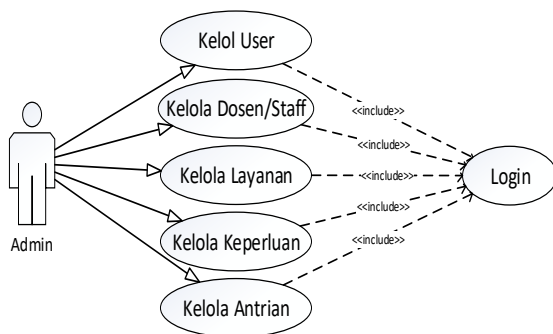 Kelol User
Kelola Dosen/Staff
Kelola Layanan
Kelola Keperluan
Kelola Antrian
Admin
<<include>>
<<include>>
<<include>>
<<include>>
<<include>>
Login